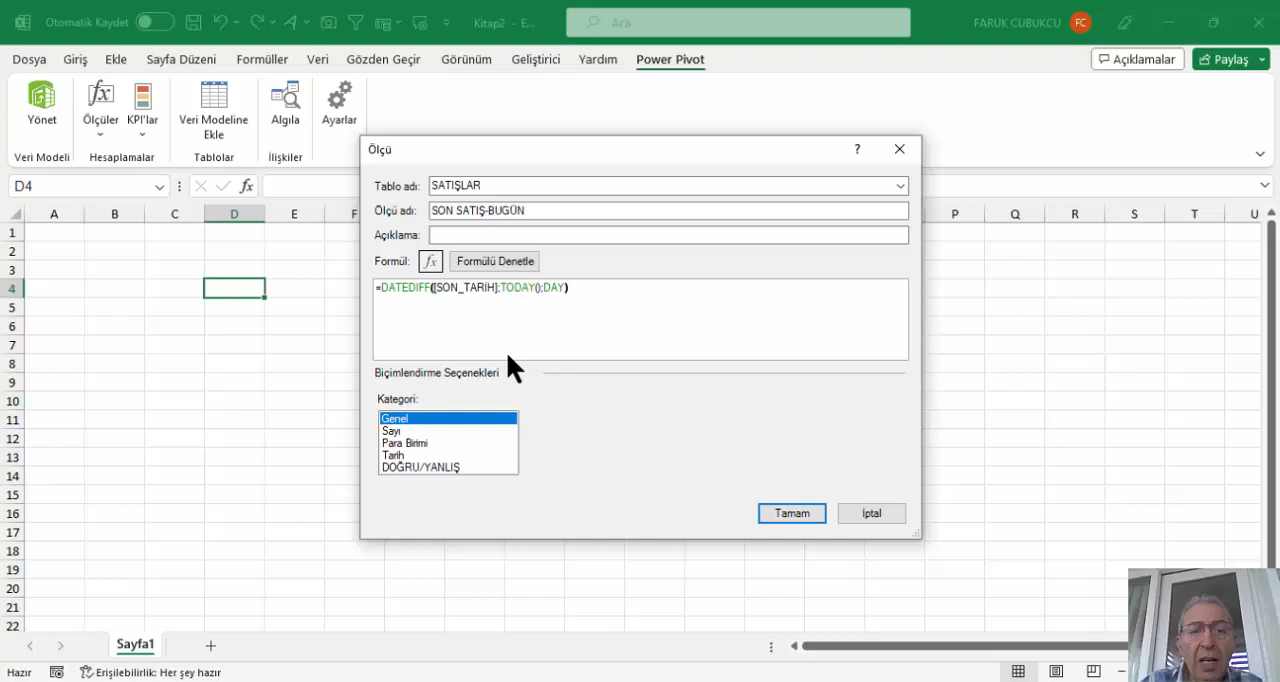 Otomatik Kaydet
Kitap2 - E...
Ara
FARUK CUBUKCU
FC
Dosya Giriş Ekle Sayfa Düzeni Formüller Veri Gözden Geçir Görünüm Geliştirici Yardım Power Pivot
Açıklamalar
Paylaş
Yönet
Ölçüler
KPI'lar
Veri Modeline
Ekle
Algıla
Ayarlar
Veri Modeli
Hesaplamalar
Tablolar
İlişkiler
D4
fx
A B C D E F P Q R S T U
1
2
3
4
5
6
7
8
9
10
11
12
13
14
15
16
17
18
19
20
21
22
Ölçü
?
Tablo adı: SATIŞLAR
Ölçü adı: SON SATIŞ-BUGÜN
Açıklama:
Formül: fx Formülü Denetle
=DATEDIFF([SON_TARİH];TODAY();DAY)
Biçimlendirme Seçenekleri
Kategori:
Genel
Sayı
Para Birimi
Tarih
DOĞRU/YANLIŞ
Tamam
İptal
Sayfa1
Hazır
Erişilebilirlik: Her şey hazır